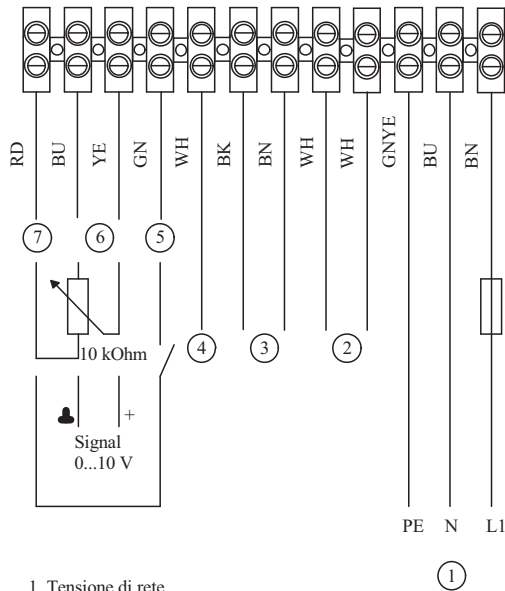 RD BU YE GN WH BK BN WH WH GNYE BU BN
7 6 5
10 kOhm
4 3 2
+
Signal
0...10 V
PE N L1
1
1 Tensione di rete